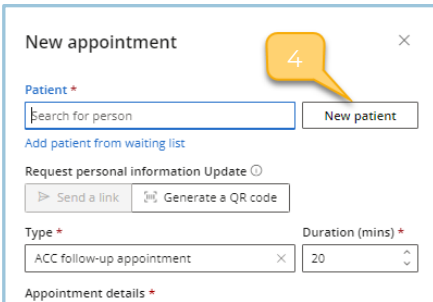 New appointment
4
Patient *
Search for person
New patient
Add patient from waiting list
Request personal information Update
Send a link
Generate a QR code
Type *
Duration (mins) *
ACC follow-up appointment
20
Appointment details *